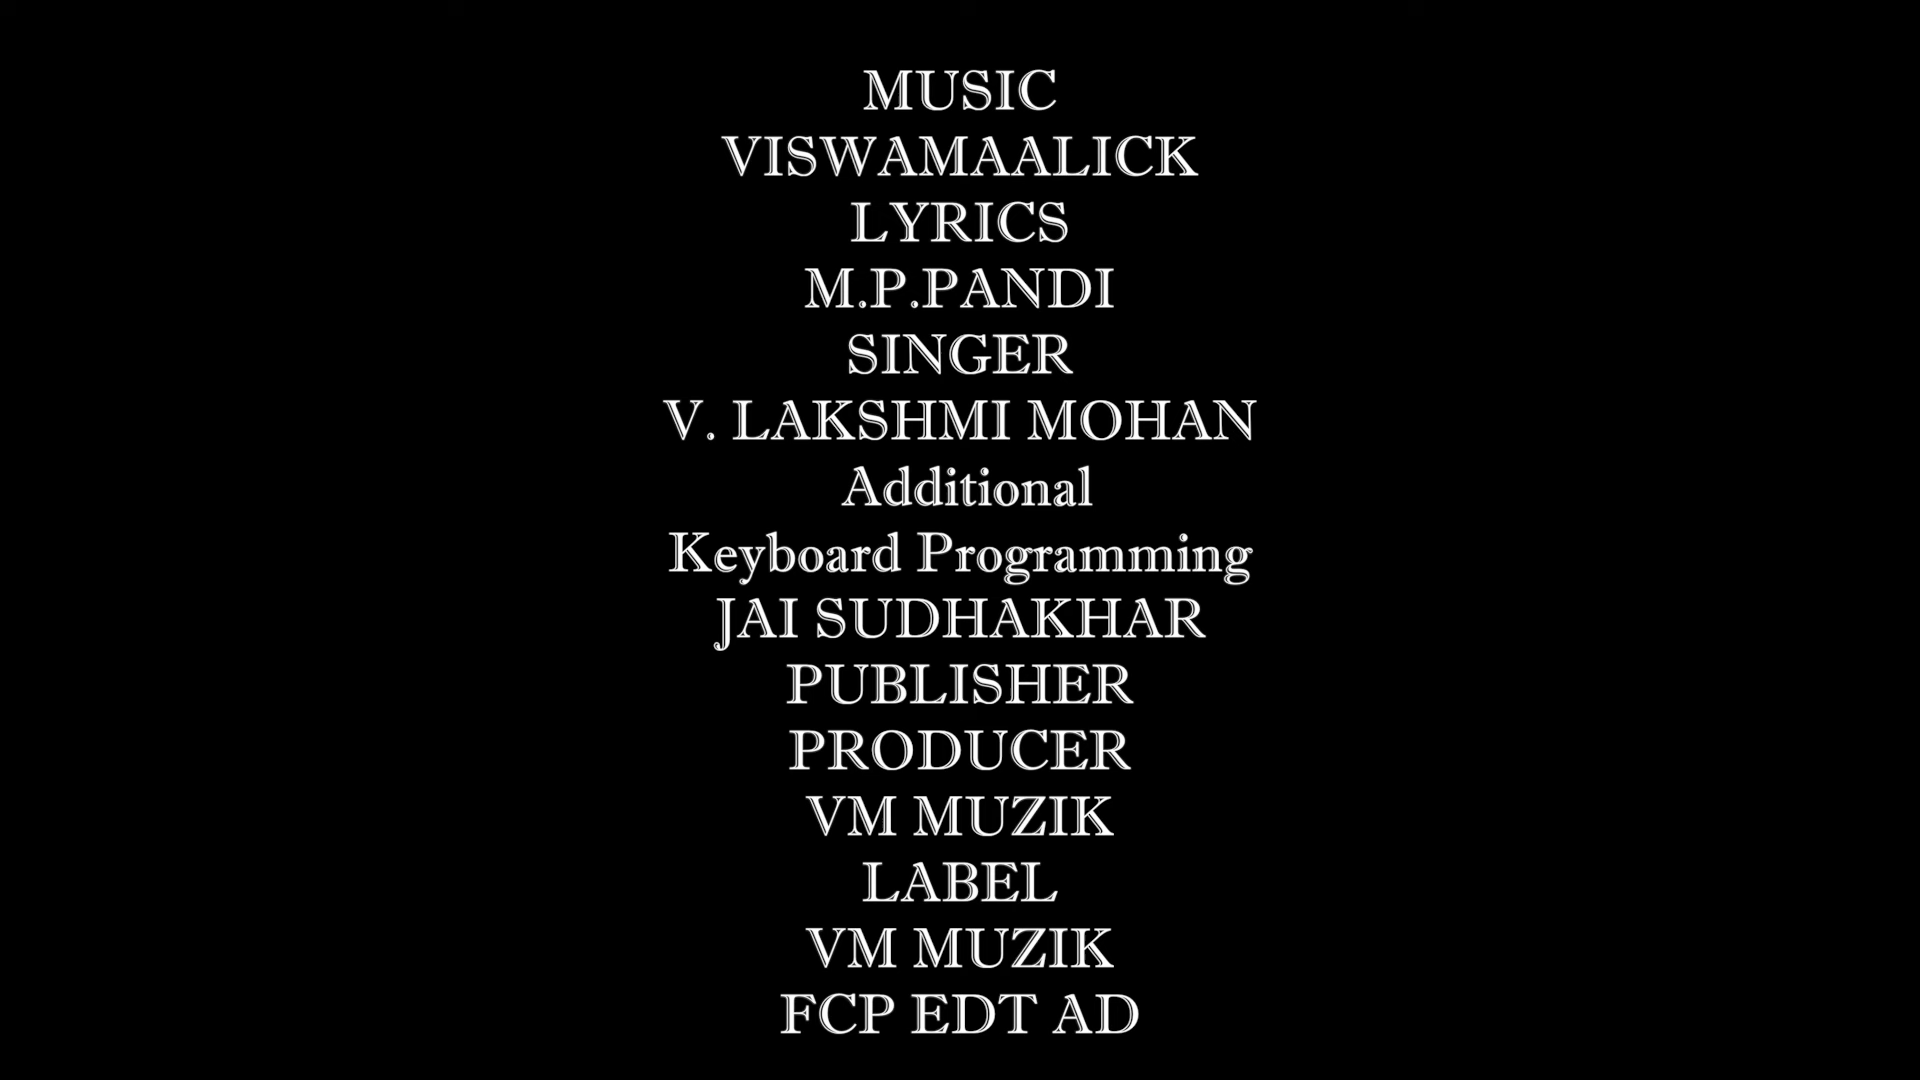 MUSIC
VISWAMAALICK
LYRICS
M.P.PANDI
SINGER
V. LAKSHMI MOHAN
Additional
Keyboard Programming
JAI SUDHAKHAR
PUBLISHER
PRODUCER
VM MUZIK
LABEL
VM MUZIK
FCP EDT AD